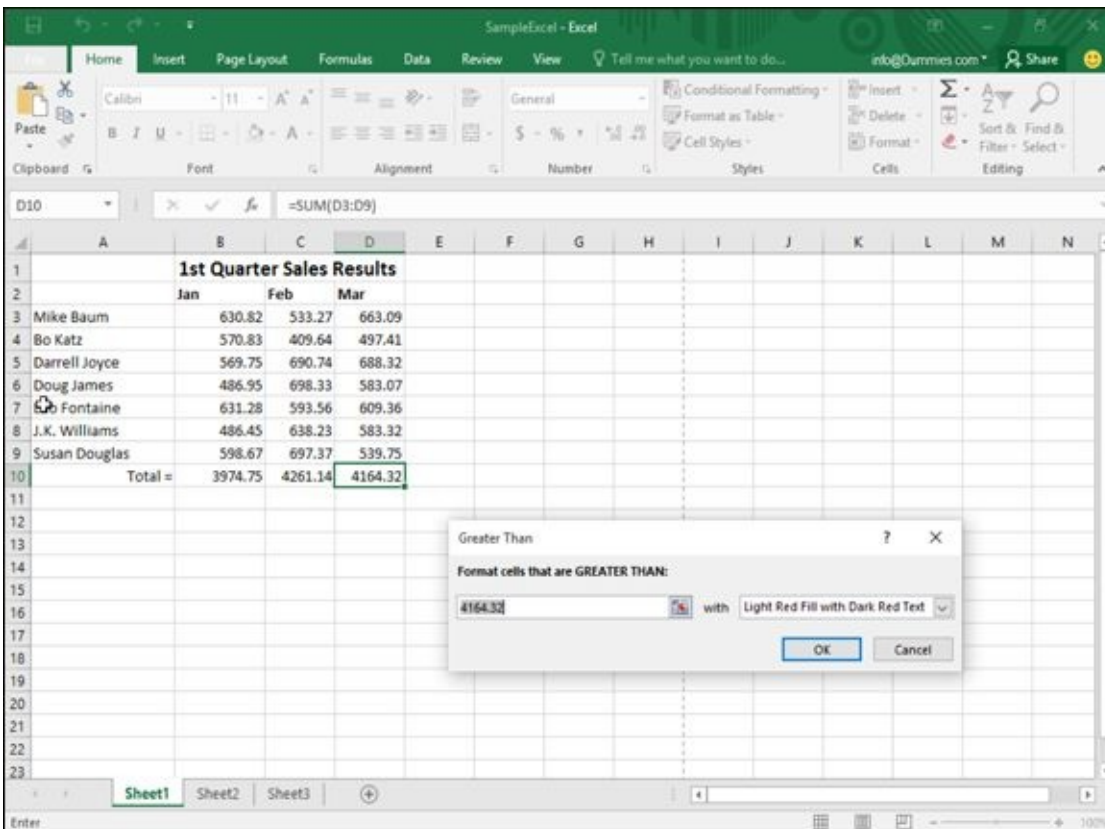 SampleExcel - Excel
Home Insert Page Layout Formulas Data Review View Tell me what you want to do... info@Dummies.com Share
Paste
Calibri 11 A A General
B I U A $ % ,
Conditional Formatting
Format as Table
Cell Styles
Insert
Delete
Format
Sort & Filter
Find & Select
Clipboard Font Alignment Number Styles Cells Editing
D10 fx =SUM(D3:D9)
A B C D E F G H I J K L M N
1 1st Quarter Sales Results
2 Jan Feb Mar
3 Mike Baum 630.82 533.27 663.09
4 Bo Katz 570.83 409.64 497.41
5 Darrell Joyce 569.75 690.74 688.32
6 Doug James 486.95 698.33 583.07
7 Fontaine 631.28 593.56 609.36
8 J.K. Williams 486.45 638.23 583.32
9 Susan Douglas 598.67 697.37 539.75
10 Total = 3974.75 4261.14 4164.32
11
12
13
14
15
16
17
18
19
20
21
22
23
Greater Than ?
Format cells that are GREATER THAN:
4164.32 with Light Red Fill with Dark Red Text
OK Cancel
Sheet1 Sheet2 Sheet3
Enter 100%